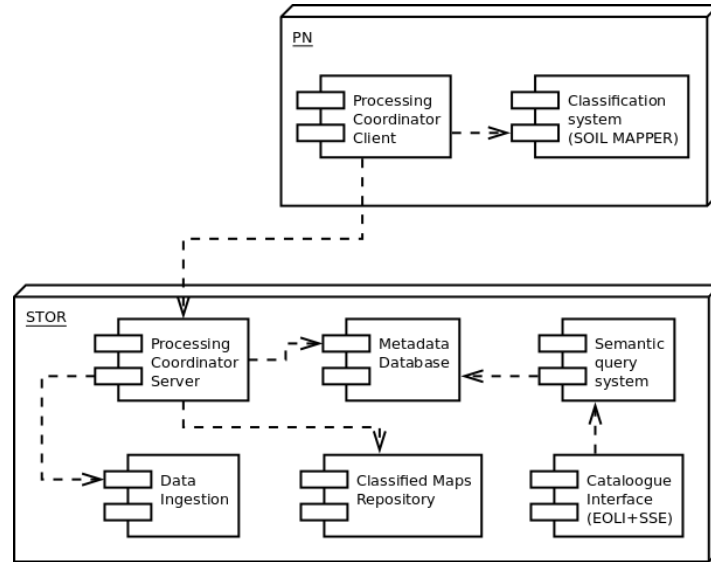 PN
Processing
Coordinator
Client
Classification
system
(SOIL MAPPER)
STOR
Processing
Coordinator
Server
Metadata
Database
Semantic
query
system
Data
Ingestion
Classified Maps
Repository
Cataloogue
Interface
(EOLI+SSE)